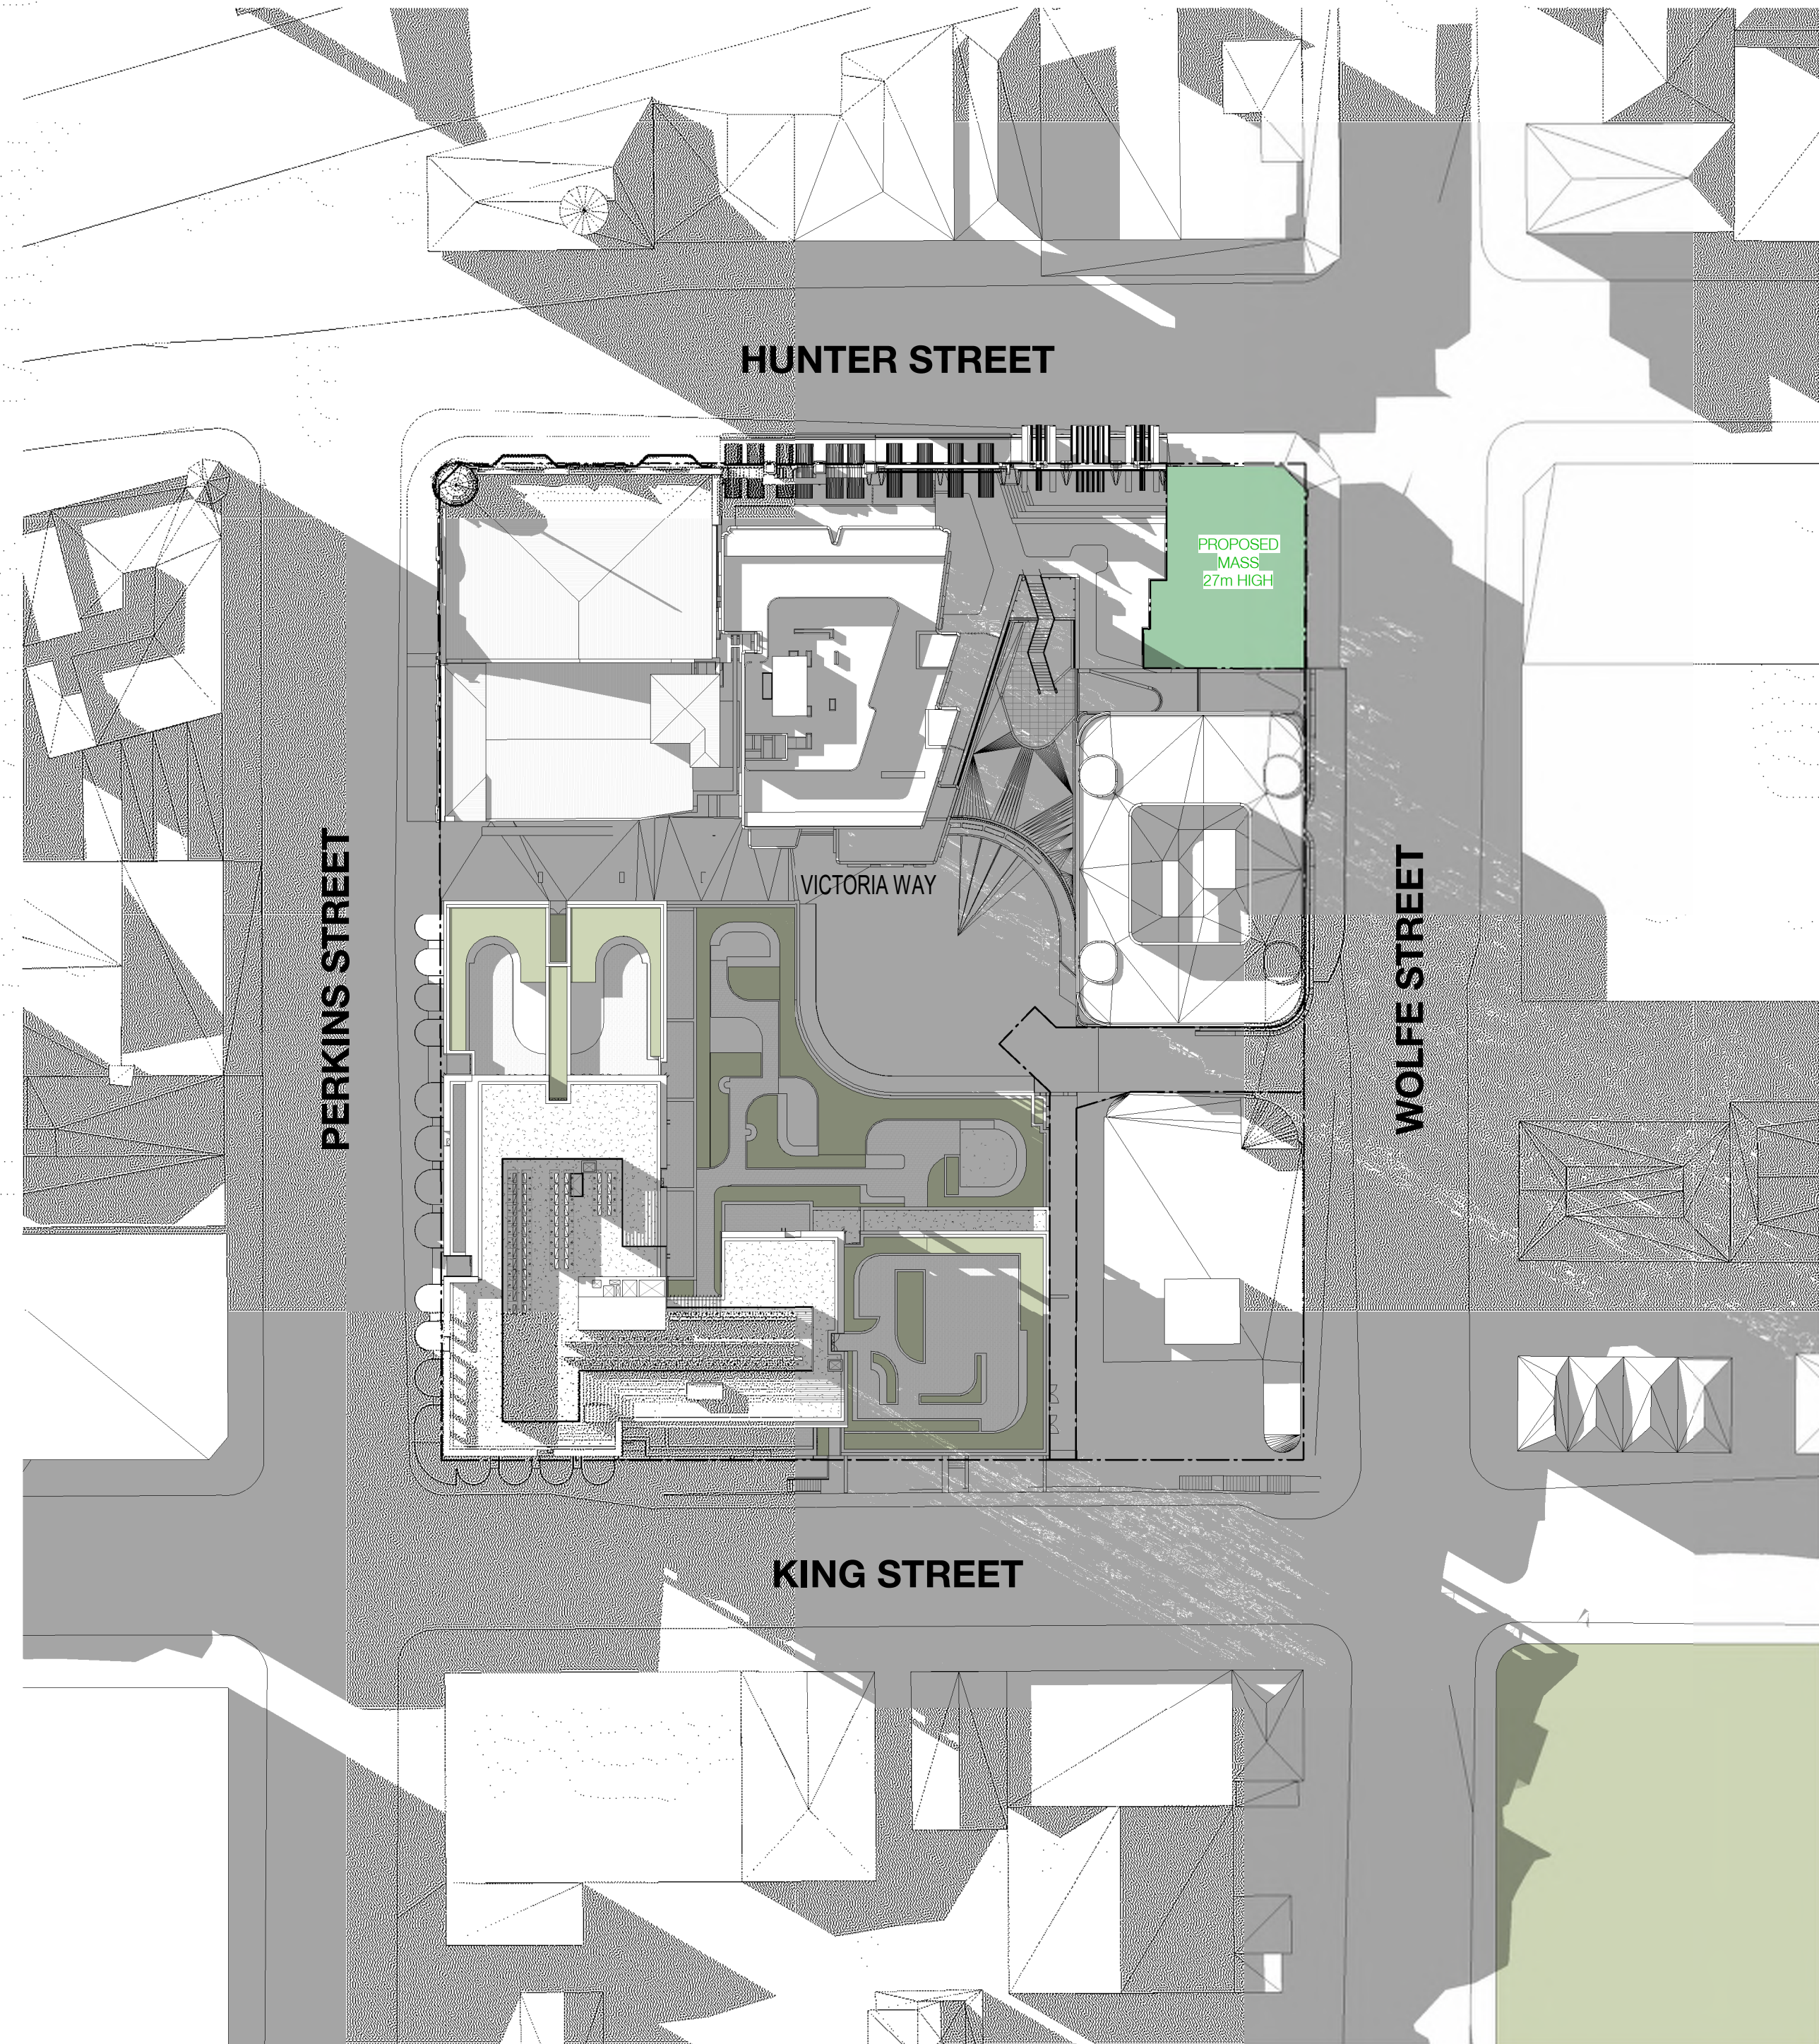 HUNTER STREET
PROPOSED
MASS
27m HIGH
VICTORIA WAY
PERKINS STREET
WOLFE STREET
KING STREET